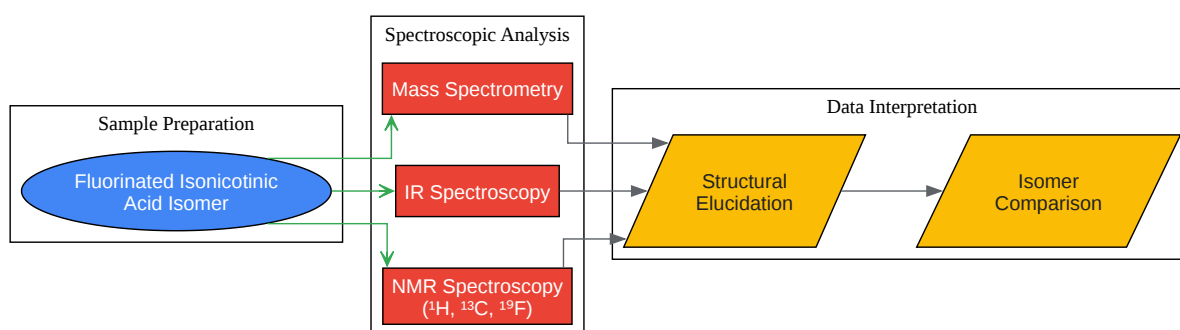 Sample Preparation
Fluorinated Isonicotinic
Acid Isomer
Spectroscopic Analysis
Mass Spectrometry
IR Spectroscopy
NMR Spectroscopy
(¹H, ¹³C, ¹⁹F)
Data Interpretation
Structural
Elucidation
Isomer
Comparison